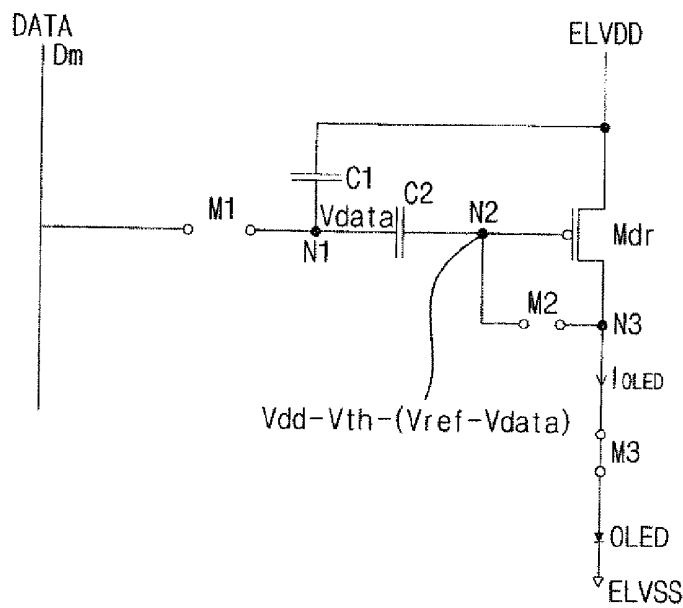 DATA
Dm
ELVDD
C1
C2
M1
Vdata
N2
N1
Mdr
M2
N3
IOLED
Vdd-Vth-(Vref-Vdata)
M3
OLED
ELVSS